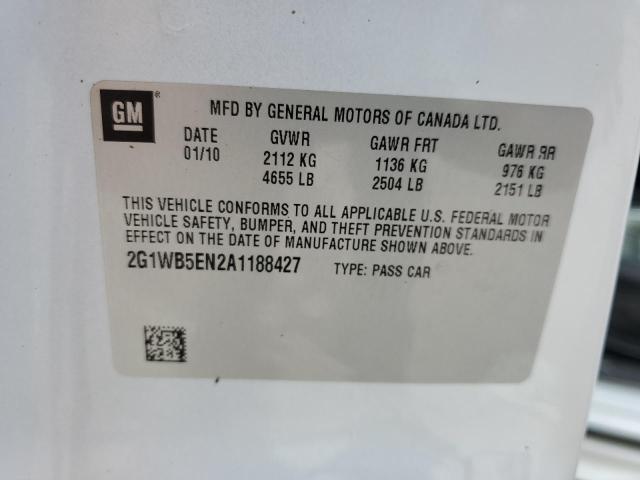 GM® MFD BY GENERAL MOTORS OF CANADA LTD.
DATE GVWR GAWR FRT GAWR RR
01/10 2112 KG 1136 KG 976 KG
4655 LB 2504 LB 2151 LB
THIS VEHICLE CONFORMS TO ALL APPLICABLE U.S. FEDERAL MOTOR
VEHICLE SAFETY, BUMPER, AND THEFT PREVENTION STANDARDS IN
EFFECT ON THE DATE OF MANUFACTURE SHOWN ABOVE.
2G1WB5EN2A1188427 TYPE: PASS CAR